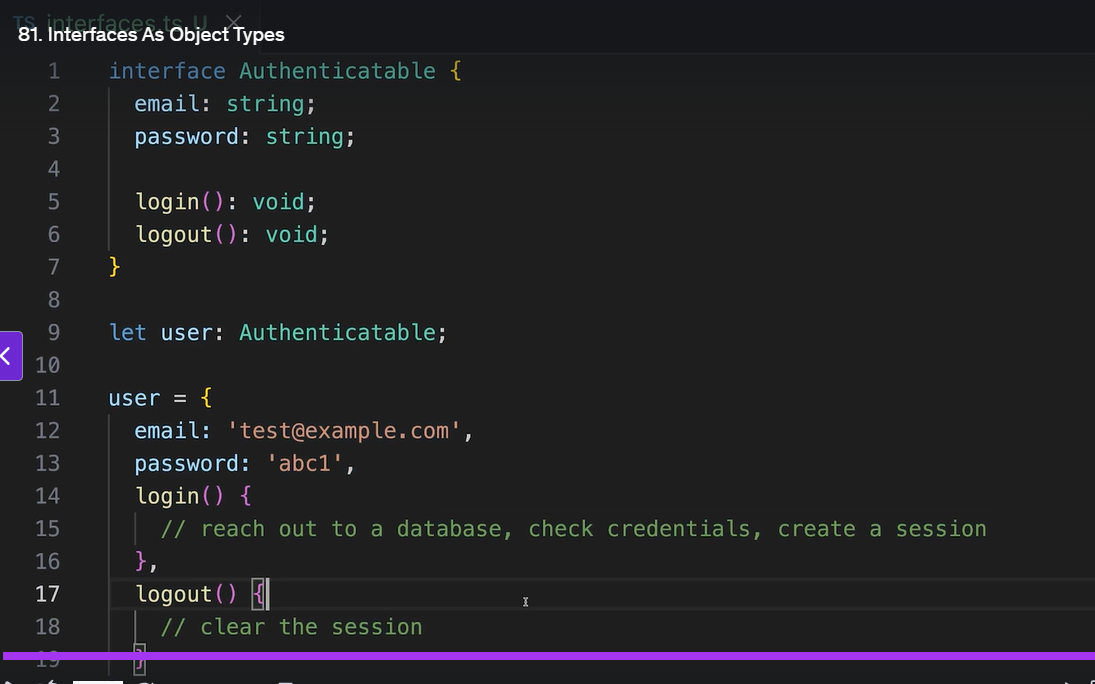 TS interfaces.ts U
81. Interfaces As Object Types
1 interface Authenticatable {
2 email: string;
3 password: string;
4
5 login(): void;
6 logout(): void;
7 }
8
9 let user: Authenticatable;
10
11 user = {
12 email: 'test@example.com',
13 password: 'abc1',
14 login() {
15 // reach out to a database, check credentials, create a session
16 },
17 logout() {
18 // clear the session
19 }